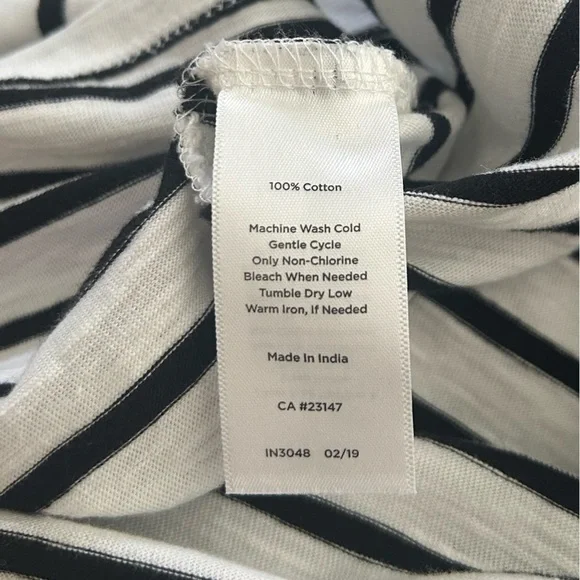 100% Cotton
Machine Wash Cold
Gentle Cycle
Only Non-Chlorine
Bleach When Needed
Tumble Dry Low
Warm Iron, If Needed
Made In India
CA #23147
IN3048 02/19